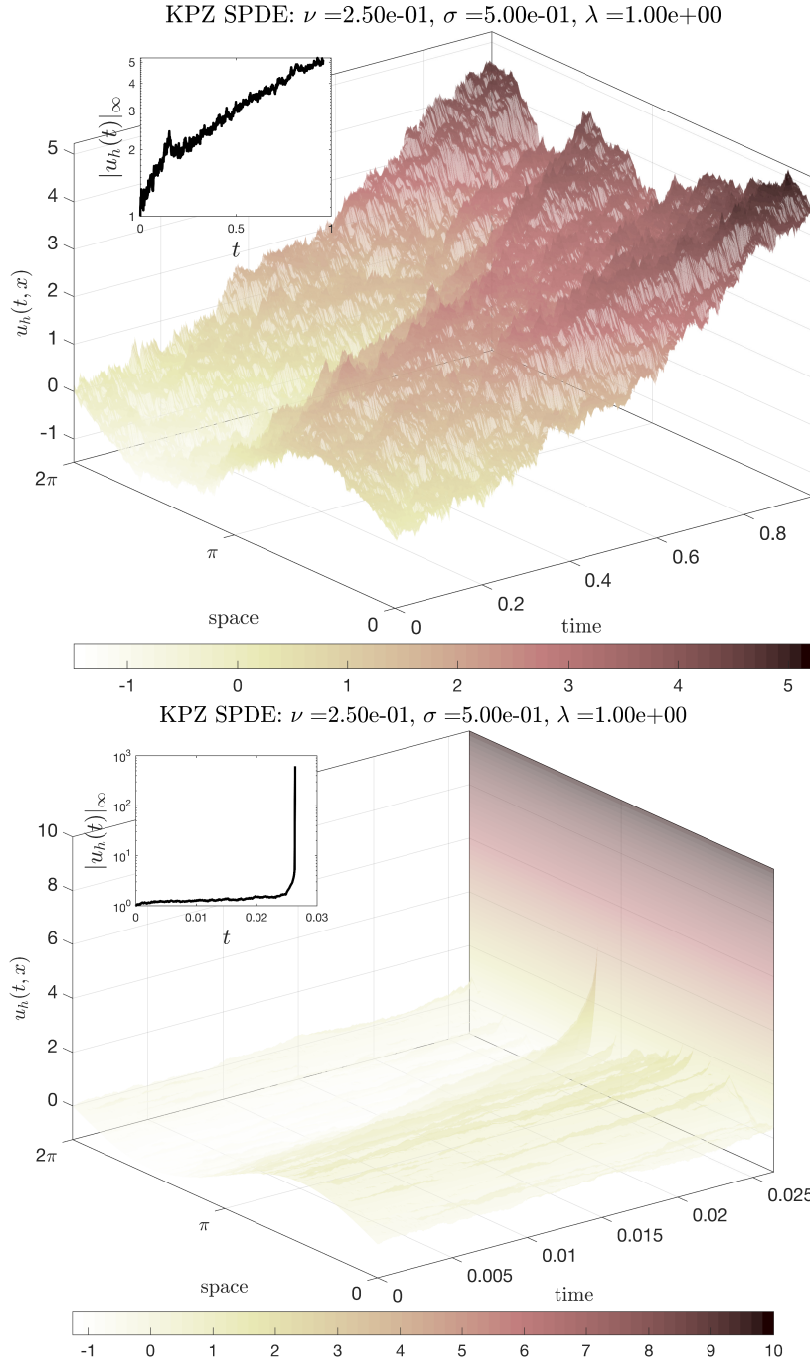 KPZ SPDE: ν =2.50e-01, σ =5.00e-01, λ =1.00e+00
5
4
3
2
1
|u_h(t)|_∞
0
0.5
1
t
5
4
3
2
1
0
-1
u_h(t, x)
2π
π
0
space
0
0.2
0.4
0.6
0.8
time
-1 0 1 2 3 4 5
KPZ SPDE: ν =2.50e-01, σ =5.00e-01, λ =1.00e+00
10^3
10^2
10^1
10^0
|u_h(t)|_∞
0 0.01 0.02 0.03
t
10
8
6
4
2
0
u_h(t, x)
2π
π
0
space
0
0.005
0.01
0.015
0.02
0.025
time
-1 0 1 2 3 4 5 6 7 8 9 10